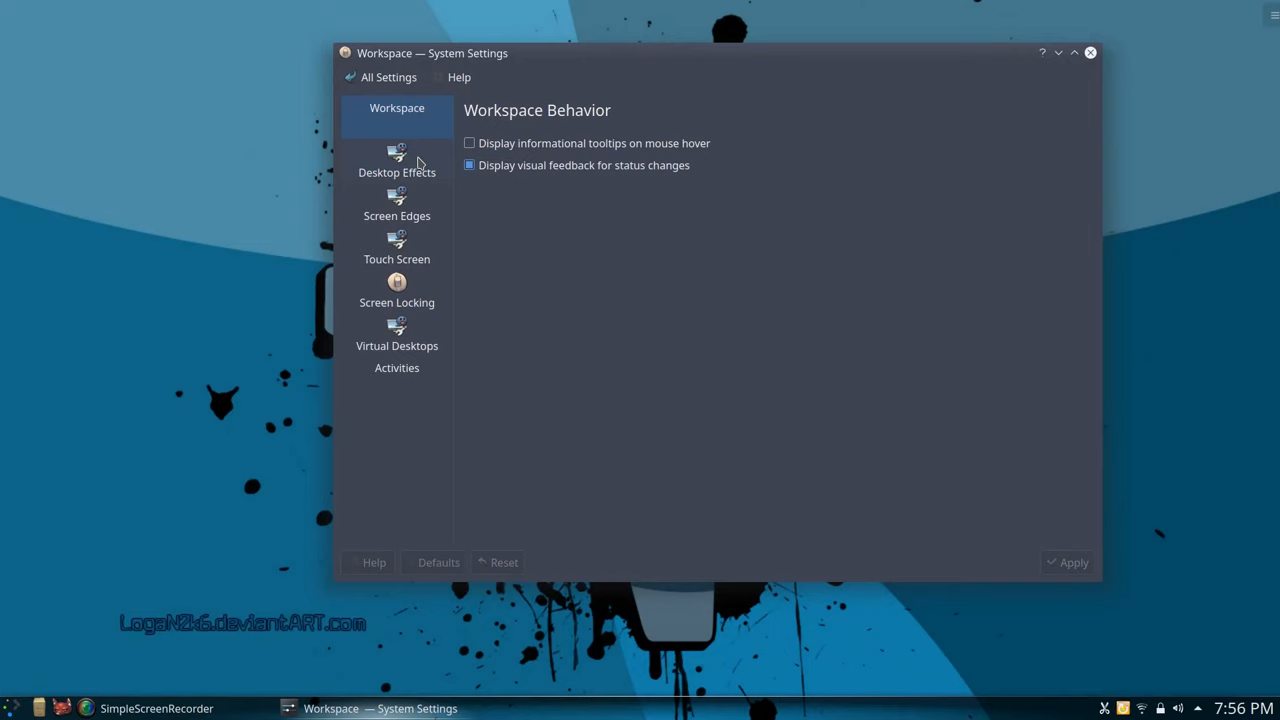 Workspace — System Settings
All Settings Help
Workspace
Desktop Effects
Screen Edges
Touch Screen
Screen Locking
Virtual Desktops
Activities
Workspace Behavior
Display informational tooltips on mouse hover
Display visual feedback for status changes
Help Defaults Reset Apply
LogaN2k6.deviantART.com
SimpleScreenRecorder Workspace — System Settings 7:56 PM